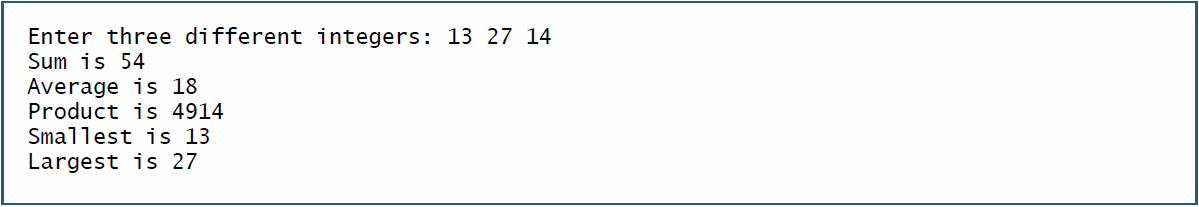 Enter three different integers: 13 27 14
Sum is 54
Average is 18
Product is 4914
Smallest is 13
Largest is 27